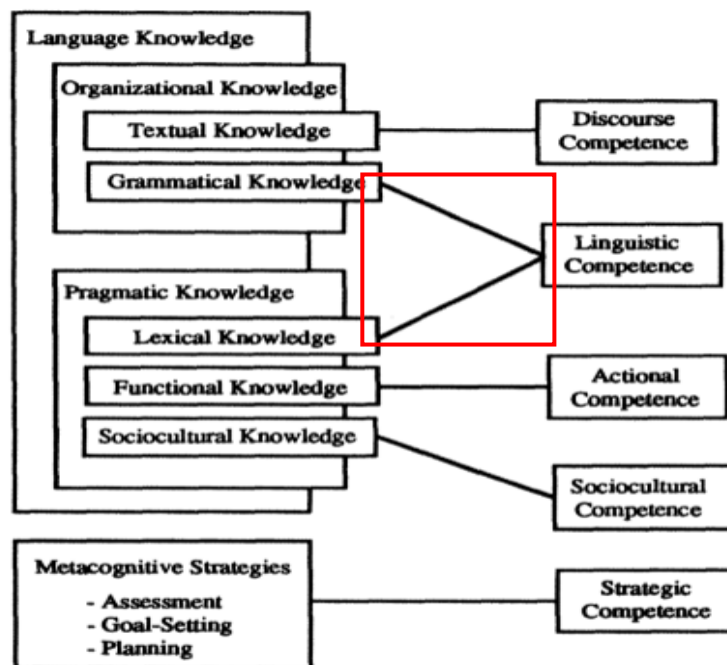 Language Knowledge
Organizational Knowledge
Textual Knowledge
Grammatical Knowledge
Pragmatic Knowledge
Lexical Knowledge
Functional Knowledge
Sociocultural Knowledge
Metacognitive Strategies
- Assessment
- Goal-Setting
- Planning
Discourse
Competence
Linguistic
Competence
Actional
Competence
Sociocultural
Competence
Strategic
Competence